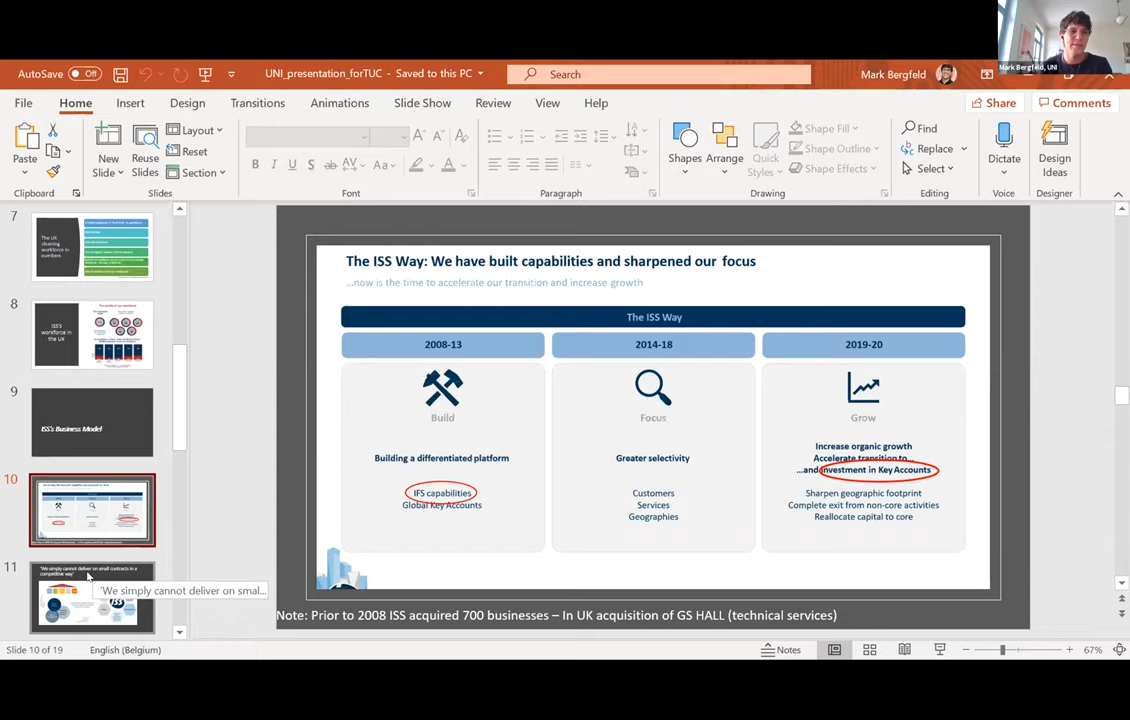 Mark Bergfeld, UNI
AutoSave Off
UNI_presentation_forTUC - Saved to this PC
Search
Mark Bergfeld
File Home Insert Design Transitions Animations Slide Show Review View Help
Share Comments
Paste
New Slide
Reuse Slides
Layout
Reset
Section
Shapes
Arrange
Quick Styles
Shape Fill
Shape Outline
Shape Effects
Find
Replace
Select
Dictate
Design Ideas
Clipboard Slides Font Paragraph Drawing Editing Voice Designer
7
The UK cleaning workforce in numbers
8
ISS's workforce in the UK
9
ISS's Business Model
10
11
"We simply cannot deliver on small contracts in a competitive way"
'We simply cannot deliver on smal...
The ISS Way: We have built capabilities and sharpened our focus
...now is the time to accelerate our transition and increase growth
The ISS Way
2008-13
2014-18
2019-20
Build
Focus
Grow
Building a differentiated platform
IFS capabilities
Global Key Accounts
Greater selectivity
Customers
Services
Geographies
Increase organic growth
Accelerate transition to...
...and investment in Key Accounts
Sharpen geographic footprint
Complete exit from non-core activities
Reallocate capital to core
Note: Prior to 2008 ISS acquired 700 businesses – In UK acquisition of GS HALL (technical services)
Slide 10 of 19
English (Belgium)
Notes
67%